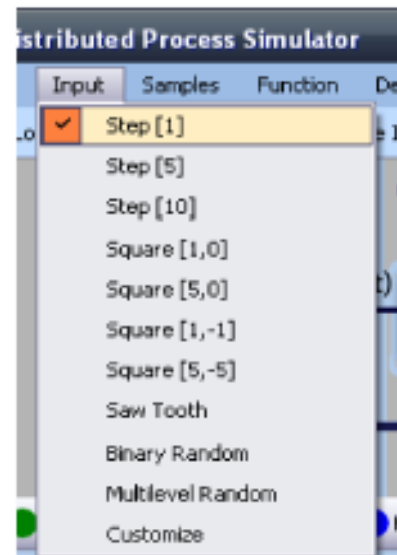 istributed Process Simulator
Input Samples Function De
Step [1]
Step [5]
Step [10]
Square [1,0]
Square [5,0]
Square [1,-1]
Square [5,-5]
Saw Tooth
Binary Random
Multilevel Random
Customize